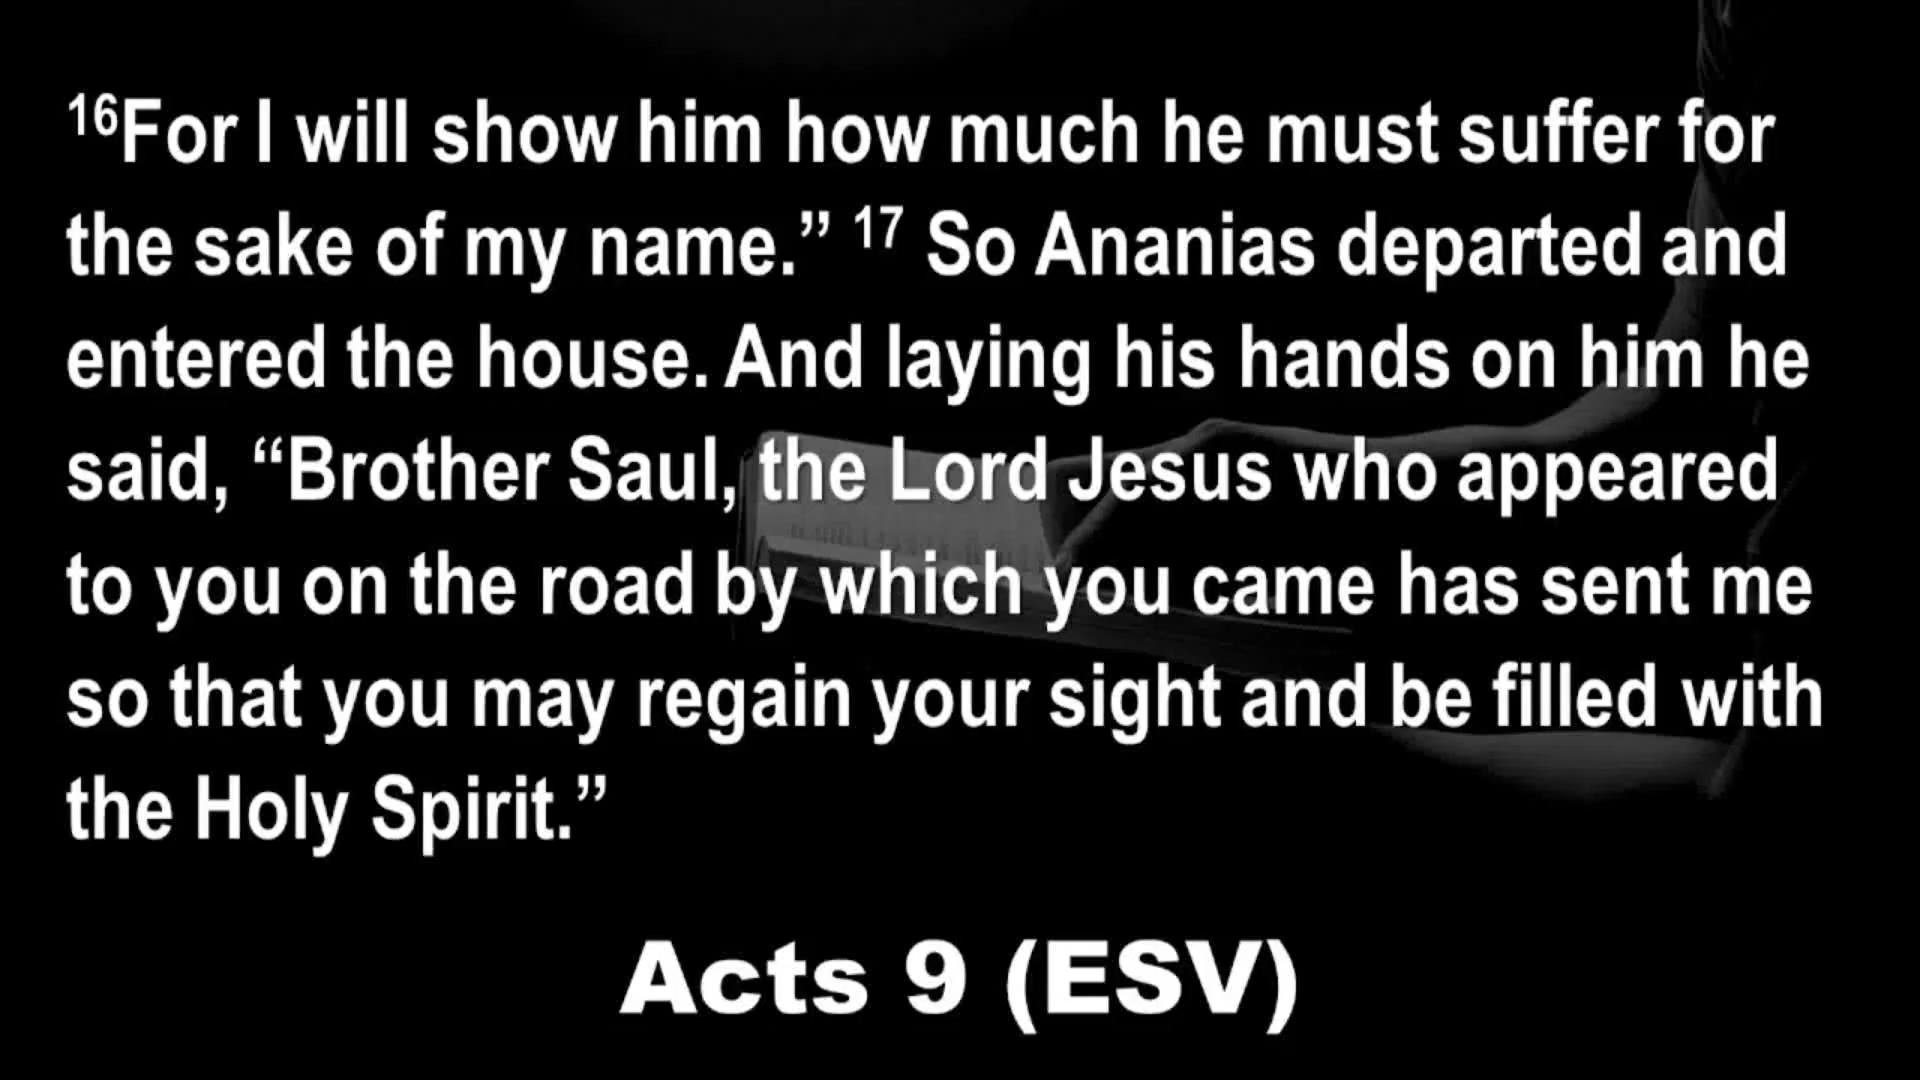 16For I will show him how much he must suffer for
the sake of my name.” 17 So Ananias departed and
entered the house. And laying his hands on him he
said, “Brother Saul, the Lord Jesus who appeared
to you on the road by which you came has sent me
so that you may regain your sight and be filled with
the Holy Spirit.”
Acts 9 (ESV)